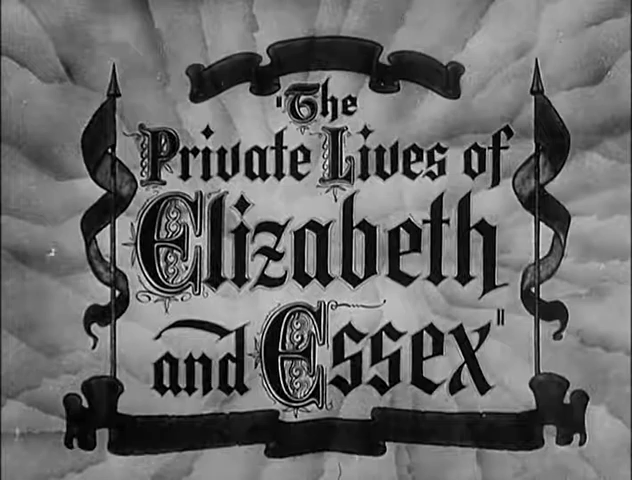 "The
Private Lives of
Elizabeth
and Essex"